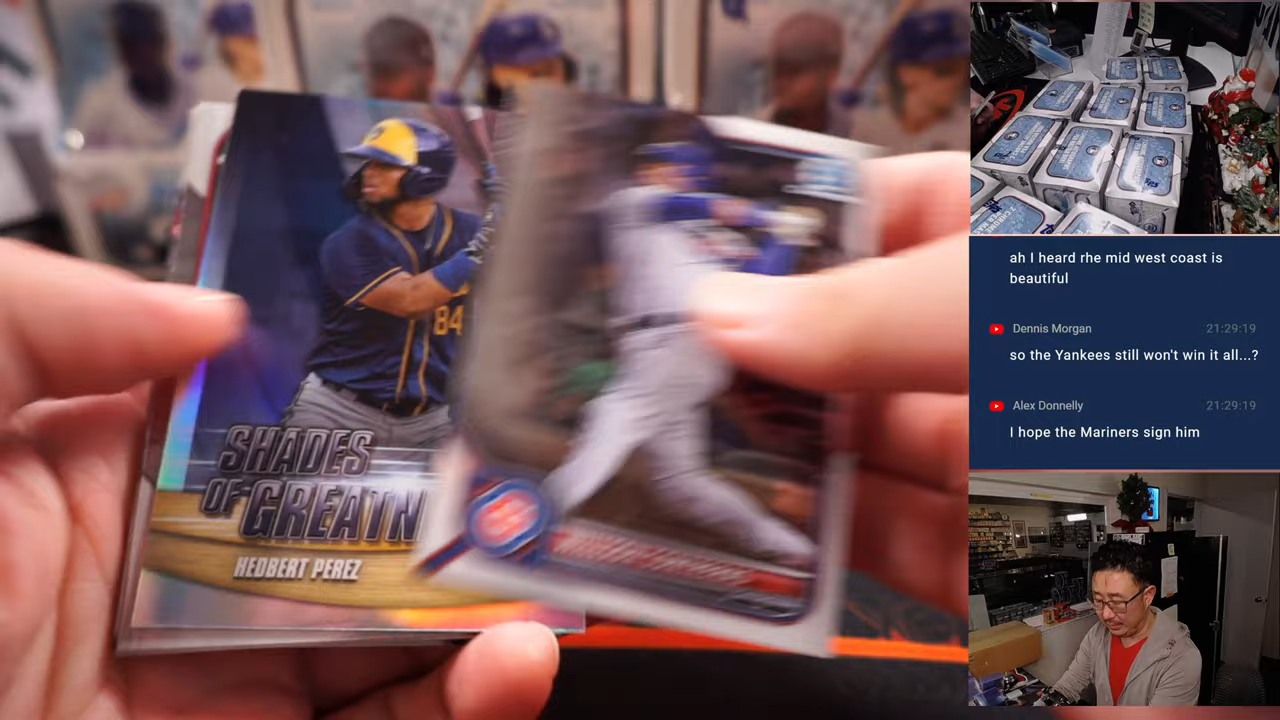 84
SHADES
OF GREATN
HEDBERT PEREZ
ah I heard rhe mid west coast is
beautiful
Dennis Morgan 21:29:19
so the Yankees still won't win it all...?
Alex Donnelly 21:29:19
I hope the Mariners sign him